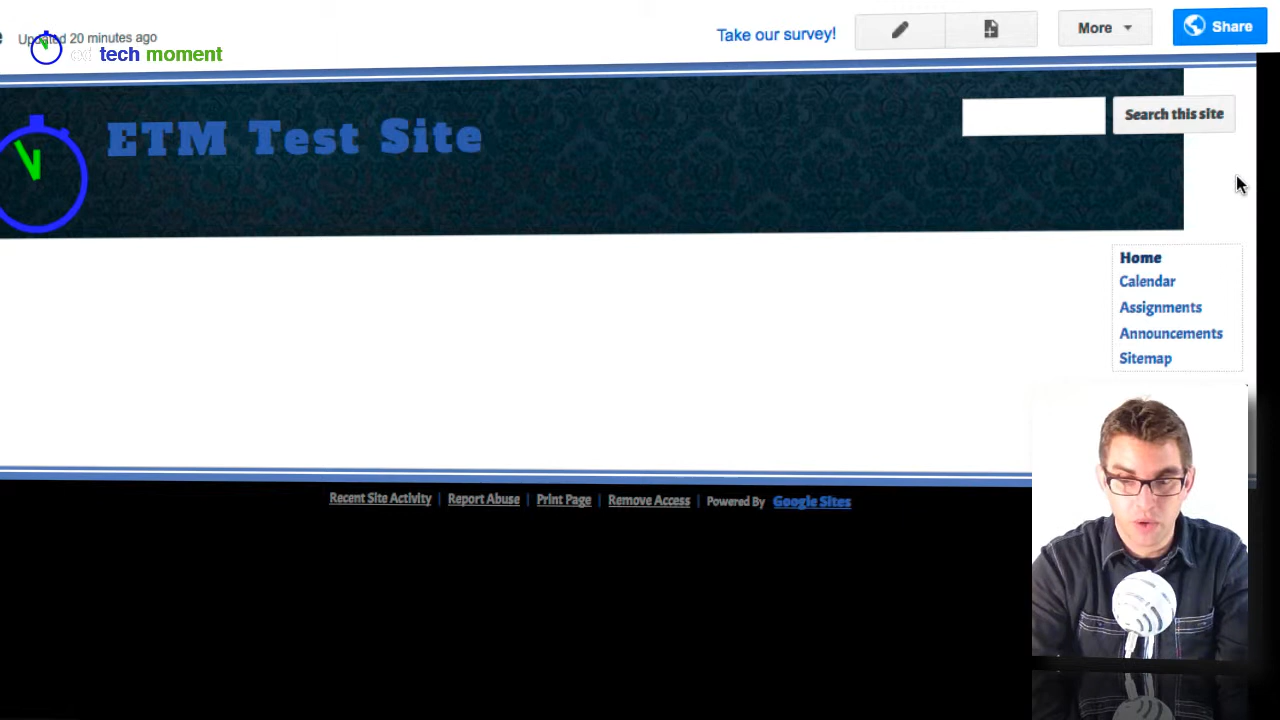 Updated 20 minutes ago
Take our survey!
More
Share
ed tech moment
ETM Test Site
Search this site
Home
Calendar
Assignments
Announcements
Sitemap
Recent Site Activity | Report Abuse | Print Page | Remove Access | Powered By Google Sites